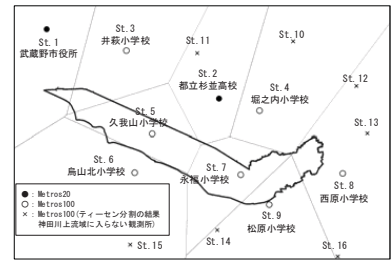 St. 1
武蔵野市役所
St. 3
井萩小学校
St. 11
St. 10
St. 2
都立杉並高校
St. 4
堀之内小学校
St. 12
St. 13
St. 5
久我山小学校
St. 6
烏山北小学校
St. 7
永福小学校
St. 8
西原小学校
St. 9
松原小学校
St. 14
St. 15
St. 16
● : Metros20
○ : Metros100
× : Metros100(ティーセン分割の結果
神田川上流域に入らない観測所)